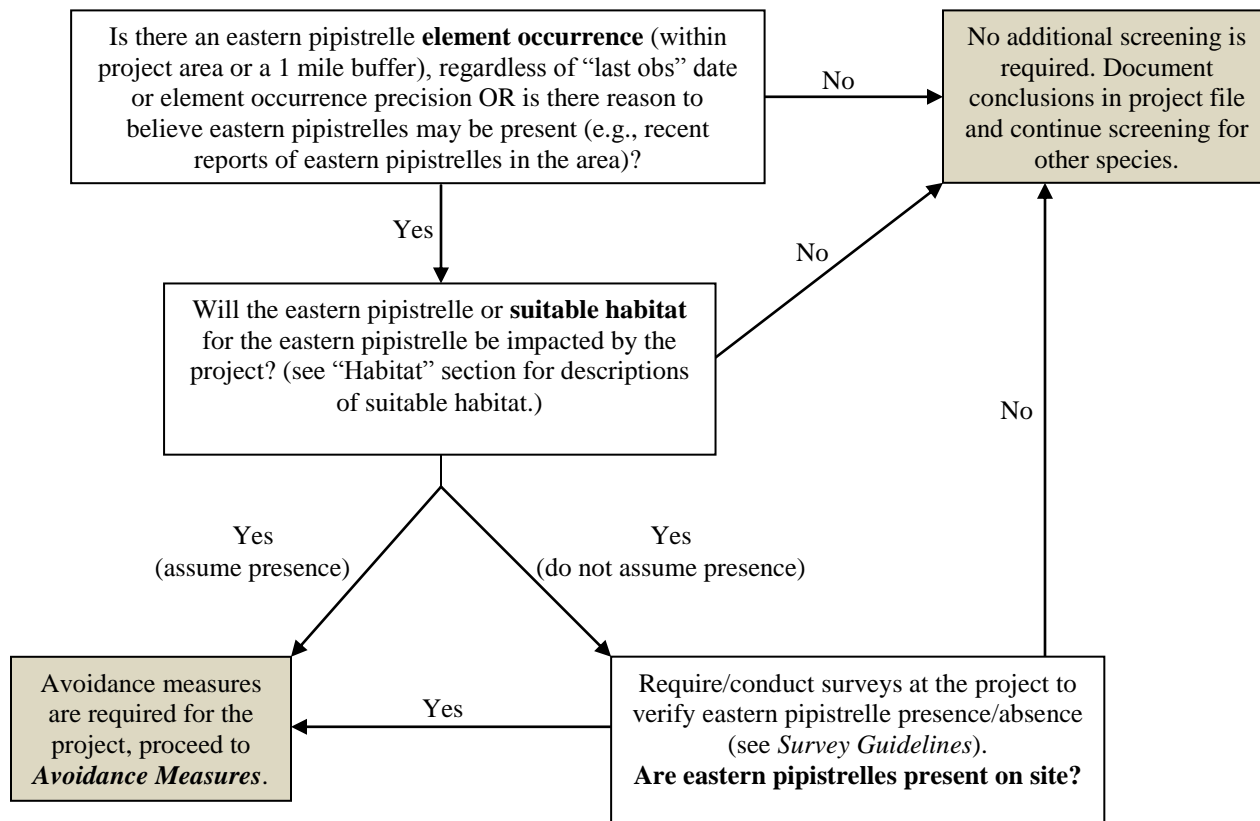 Is there an eastern pipistrelle element occurrence (within
project area or a 1 mile buffer), regardless of “last obs” date
or element occurrence precision OR is there reason to
believe eastern pipistrelles may be present (e.g., recent
reports of eastern pipistrelles in the area)?
No
No additional screening is
required. Document
conclusions in project file
and continue screening for
other species.
Yes
No
Will the eastern pipistrelle or suitable habitat
for the eastern pipistrelle be impacted by the
project? (see “Habitat” section for descriptions
of suitable habitat.)
No
Yes
(assume presence)
Yes
(do not assume presence)
Avoidance measures
are required for the
project, proceed to
Avoidance Measures.
Yes
Require/conduct surveys at the project to
verify eastern pipistrelle presence/absence
(see Survey Guidelines).
Are eastern pipistrelles present on site?